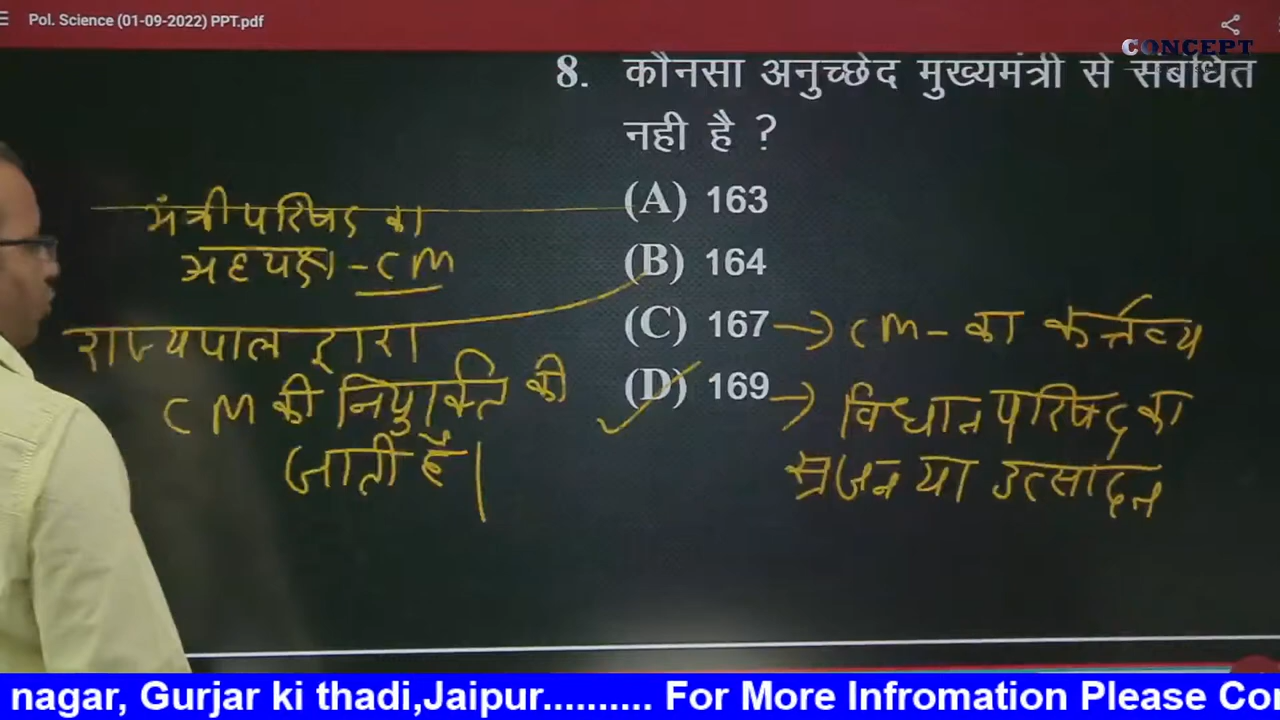 Pol. Science (01-09-2022) PPT.pdf
CONCEPT
8. कौनसा अनुच्छेद मुख्यमंत्री से संबंधित
नही है ?
(A) 163
(B) 164
(C) 167
(D) 169
मंत्री परिषद का
अध्यक्ष - CM
राज्यपाल द्वारा
CM की नियुक्ति की
जाती है।
CM - का कर्त्तव्य
विधान परिषद् का
सृजन या उत्सादन
nagar, Gurjar ki thadi,Jaipur.......... For More Infromation Please Co